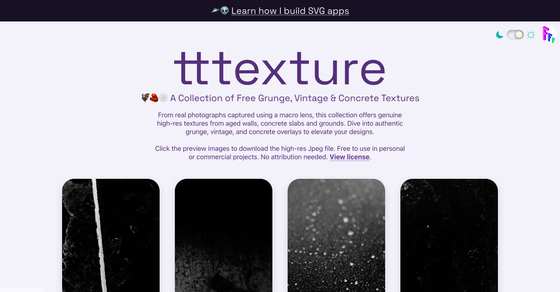 Learn how I build SVG apps
tttexture
A Collection of Free Grunge, Vintage & Concrete Textures
From real photographs captured using a macro lens, this collection offers genuine
high-res textures from aged walls, concrete slabs and grounds. Dive into authentic
grunge, vintage, and concrete overlays to elevate your designs.
Click the preview images to download the high-res Jpeg file. Free to use in personal
or commercial projects. No attribution needed. View license.